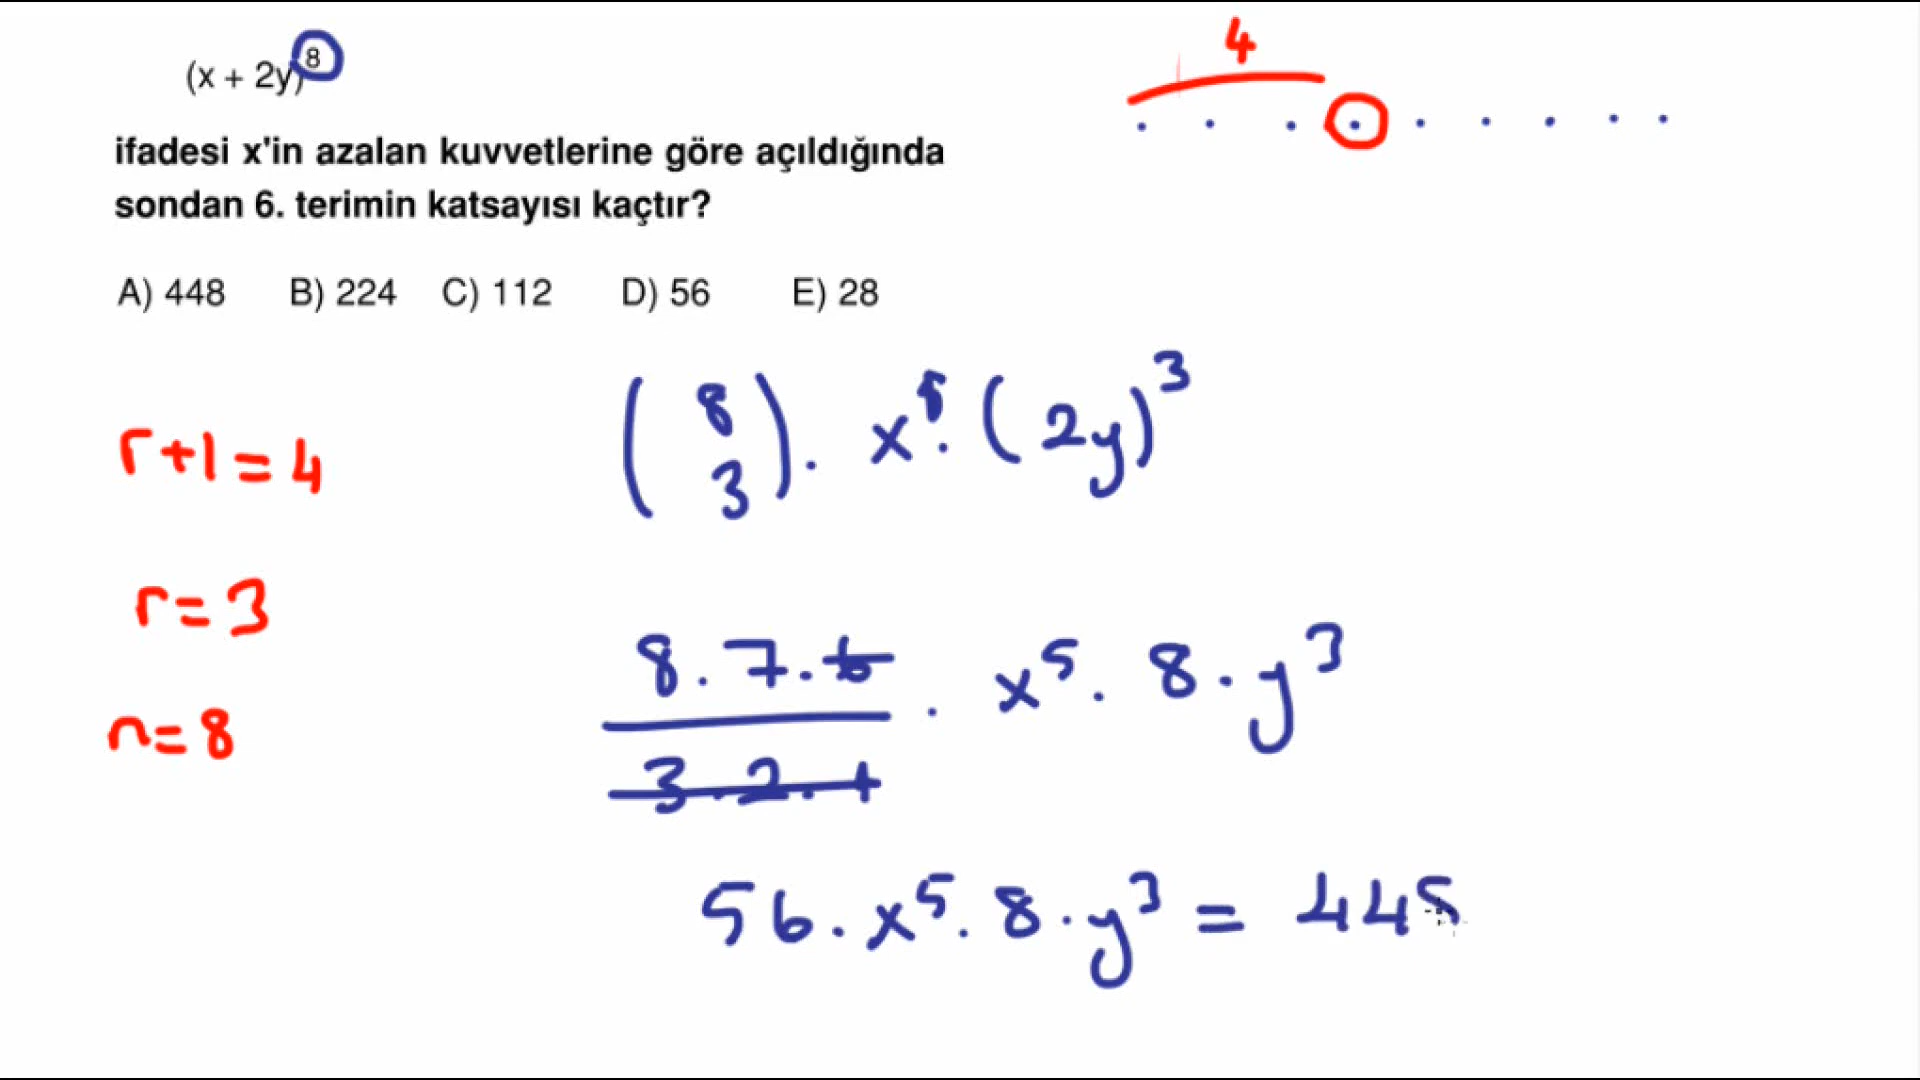 (x + 2y)⁸
4
ifadesi x'in azalan kuvvetlerine göre açıldığında
sondan 6. terimin katsayısı kaçtır?
A) 448 B) 224 C) 112 D) 56 E) 28
r+1=4
(8 3) . x . (2y)³
r=3
8.7.6 . x⁵ . 8 . y³
3.2.1
n=8
56 . x⁵ . 8 . y³ = 44